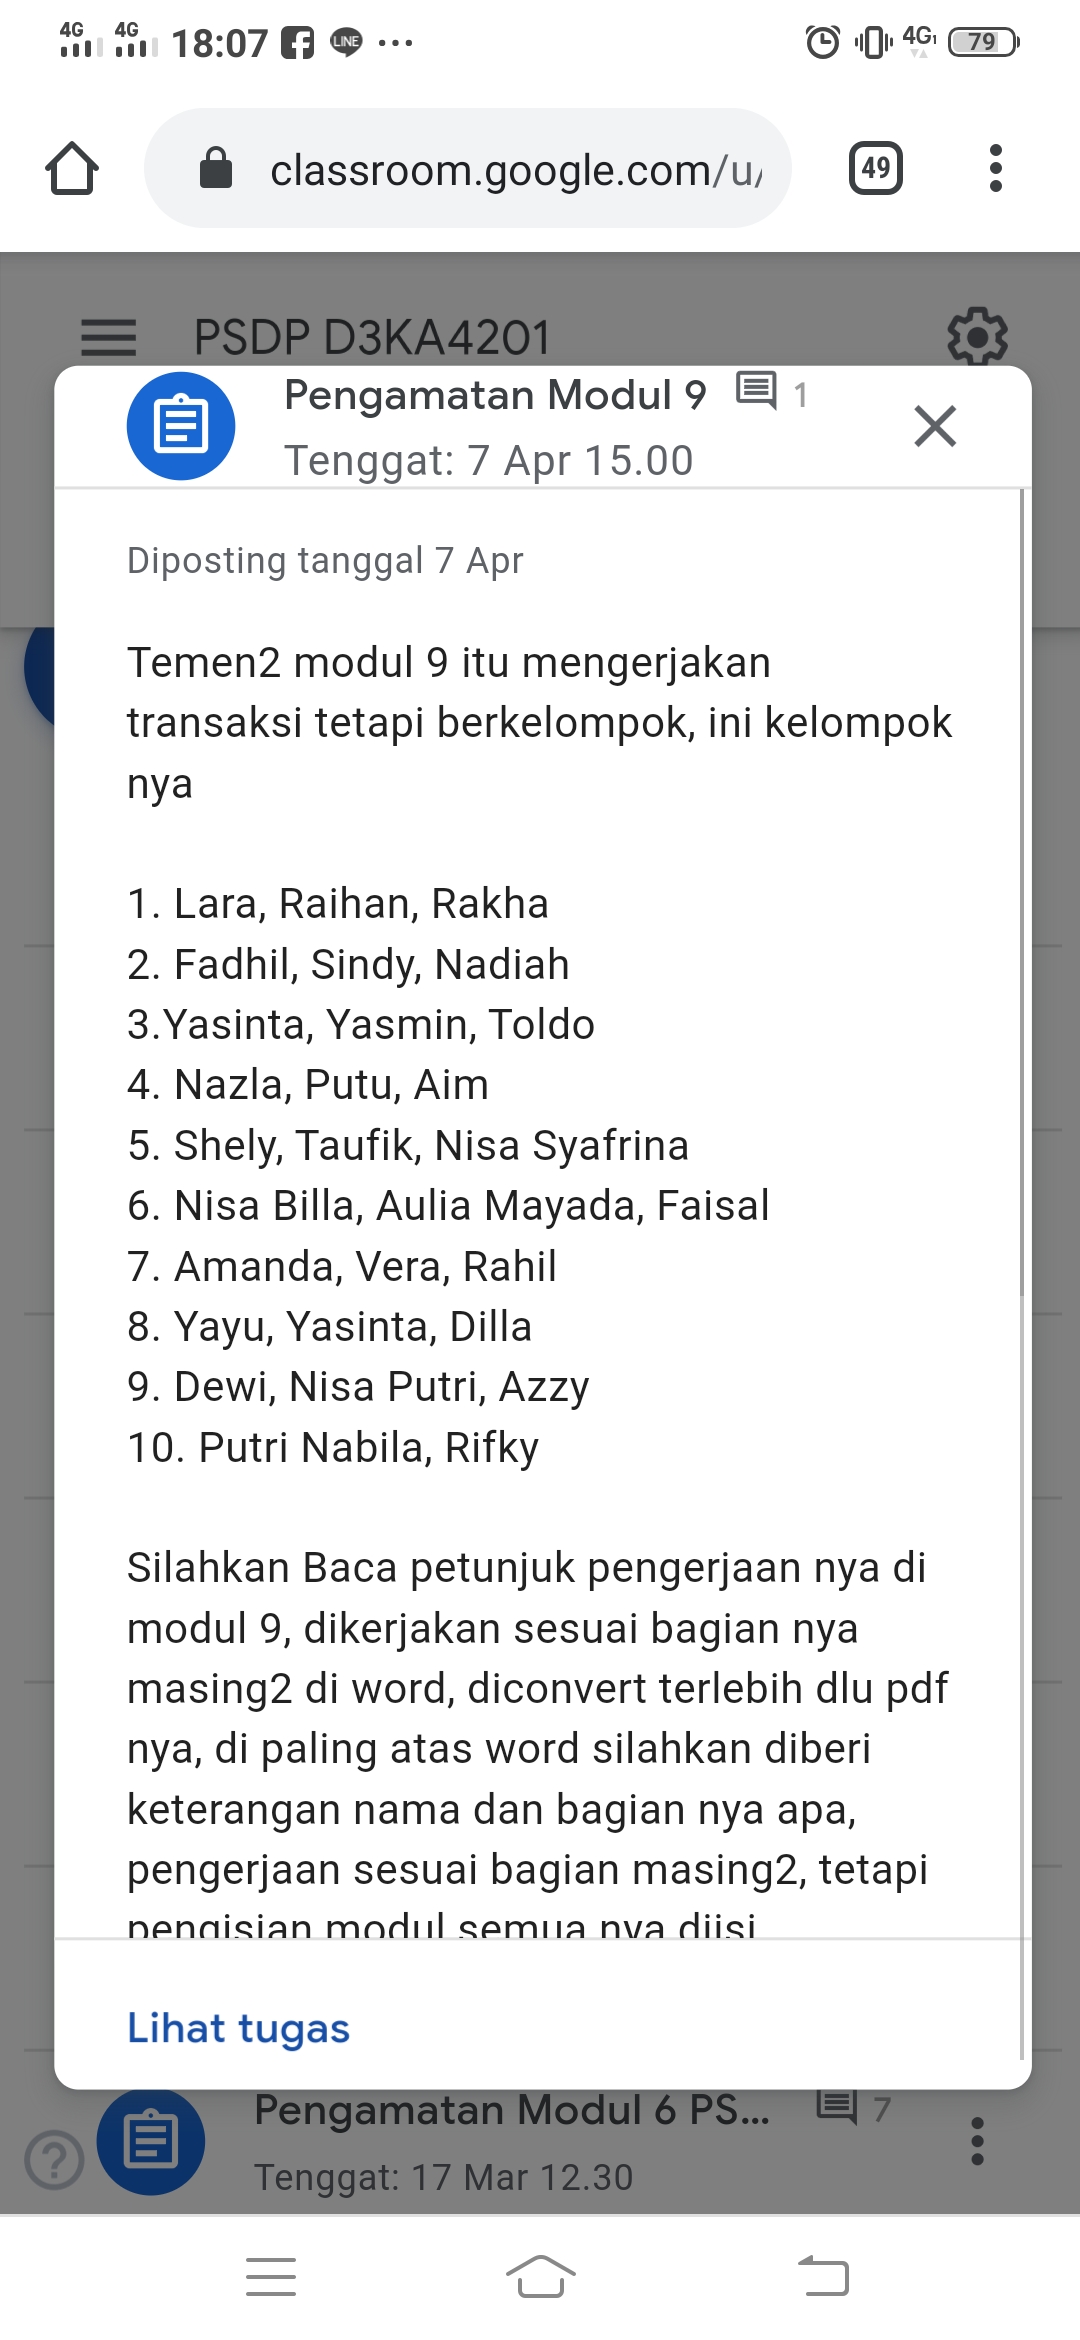 4G 4G 18:07 LINE 4G1 79
classroom.google.com/u/
49
PSDP D3KA4201
Pengamatan Modul 9 1
Tenggat: 7 Apr 15.00
Diposting tanggal 7 Apr
Temen2 modul 9 itu mengerjakan
transaksi tetapi berkelompok, ini kelompok
nya
1. Lara, Raihan, Rakha
2. Fadhil, Sindy, Nadiah
3.Yasinta, Yasmin, Toldo
4. Nazla, Putu, Aim
5. Shely, Taufik, Nisa Syafrina
6. Nisa Billa, Aulia Mayada, Faisal
7. Amanda, Vera, Rahil
8. Yayu, Yasinta, Dilla
9. Dewi, Nisa Putri, Azzy
10. Putri Nabila, Rifky
Silahkan Baca petunjuk pengerjaan nya di
modul 9, dikerjakan sesuai bagian nya
masing2 di word, diconvert terlebih dlu pdf
nya, di paling atas word silahkan diberi
keterangan nama dan bagian nya apa,
pengerjaan sesuai bagian masing2, tetapi
pengisian modul semua nya diisi
Lihat tugas
Pengamatan Modul 6 PS... 7
Tenggat: 17 Mar 12.30